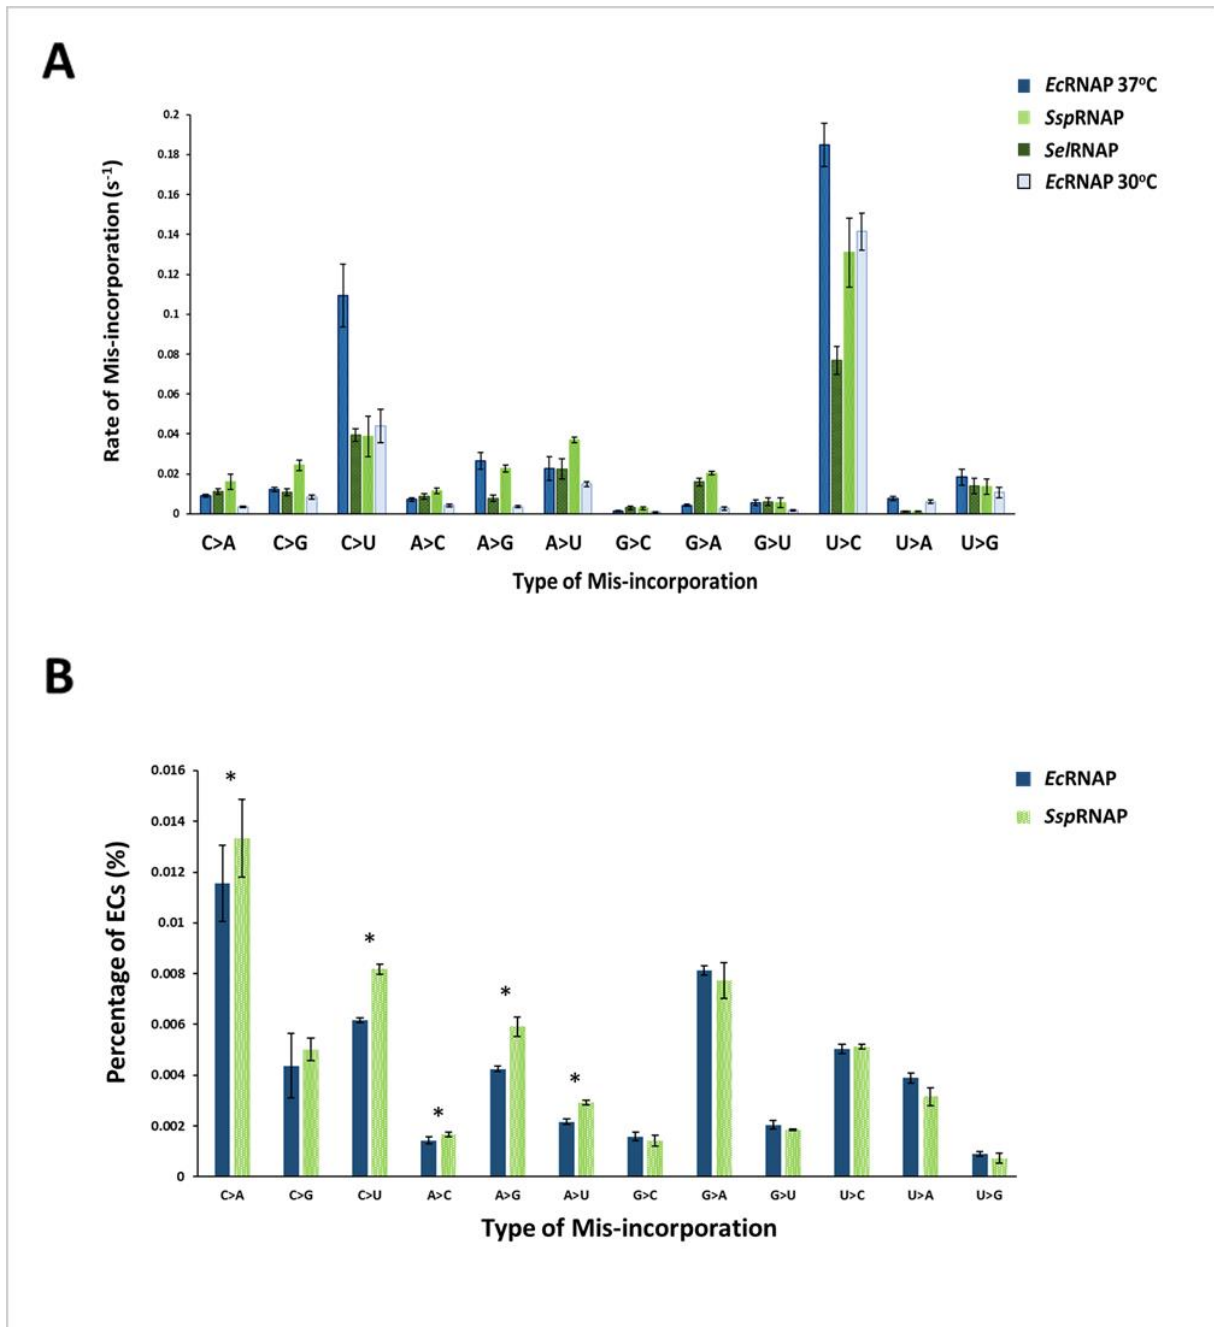 A
EcRNAP 37°C
SspRNAP
SelRNAP
EcRNAP 30°C
Rate of Mis-incorporation (s⁻¹)
0.2
0.18
0.16
0.14
0.12
0.1
0.08
0.06
0.04
0.02
0
C>A C>G C>U A>C A>G A>U G>C G>A G>U U>C U>A U>G
Type of Mis-incorporation
B
EcRNAP
SspRNAP
Percentage of ECs (%)
0.016
0.014
0.012
0.01
0.008
0.006
0.004
0.002
0
* * * * *
C>A C>G C>U A>C A>G A>U G>C G>A G>U U>C U>A U>G
Type of Mis-incorporation